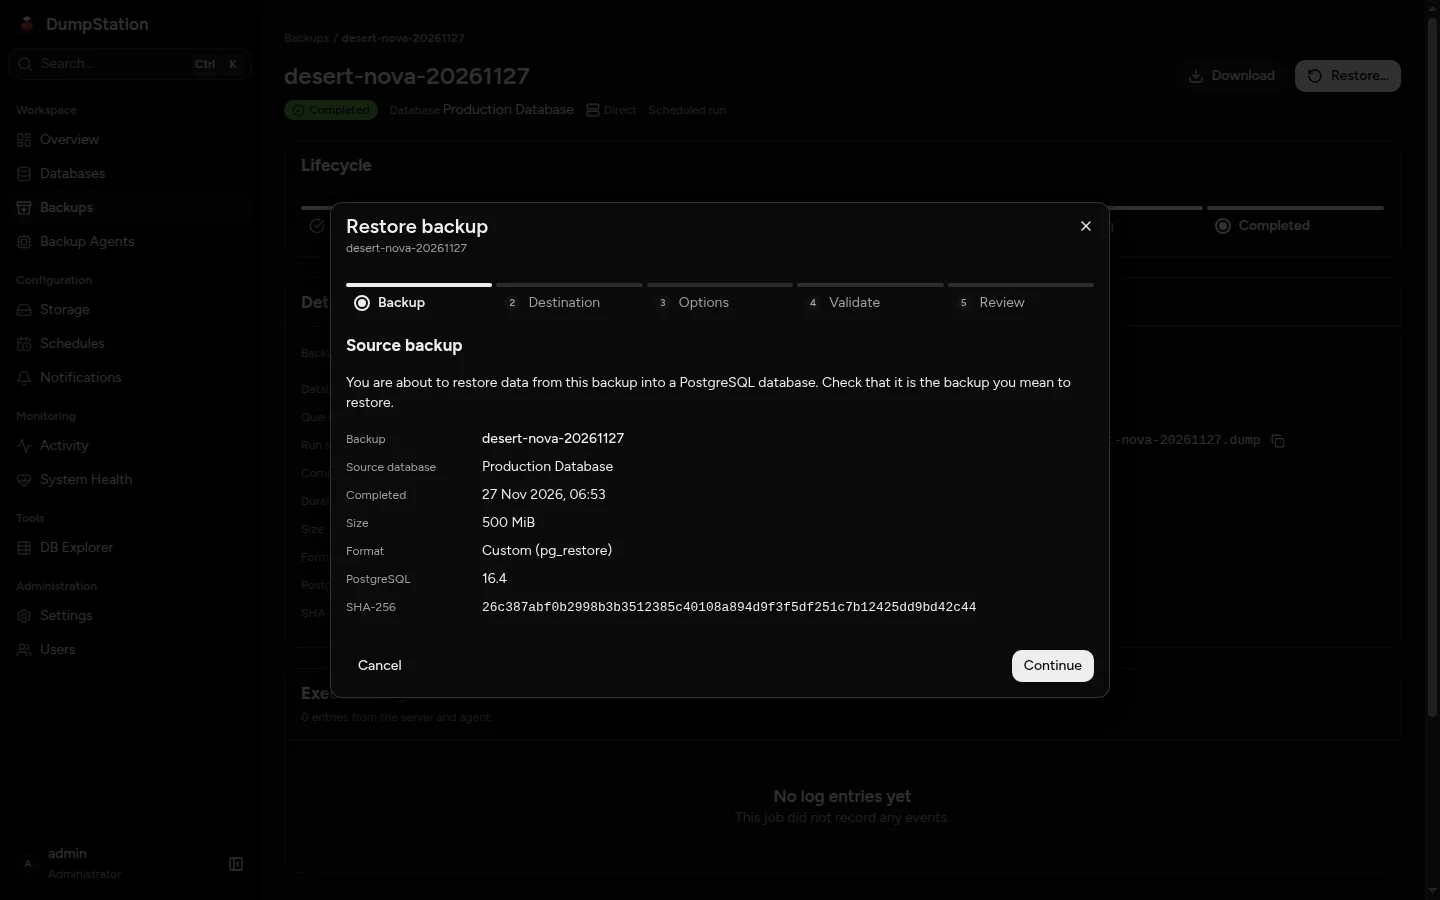 DumpStation
Search...
Ctrl K
Workspace
Overview
Databases
Backups
Backup Agents
Configuration
Storage
Schedules
Notifications
Monitoring
Activity
System Health
Tools
DB Explorer
Administration
Settings
Users
A
admin
Administrator
Backups / desert-nova-20261127
desert-nova-20261127
Download
Restore...
Completed
Database Production Database
Direct
Scheduled run
Lifecycle
Completed
-nova-20261127.dump
Restore backup
desert-nova-20261127
Backup
2 Destination
3 Options
4 Validate
5 Review
Source backup
You are about to restore data from this backup into a PostgreSQL database. Check that it is the backup you mean to
restore.
Backup desert-nova-20261127
Source database Production Database
Completed 27 Nov 2026, 06:53
Size 500 MiB
Format Custom (pg_restore)
PostgreSQL 16.4
SHA-256 26c387abf0b2998b3b3512385c40108a894d9f3f5df251c7b12425dd9bd42c44
Cancel
Continue
0 entries from the server and agent.
No log entries yet
This job did not record any events.